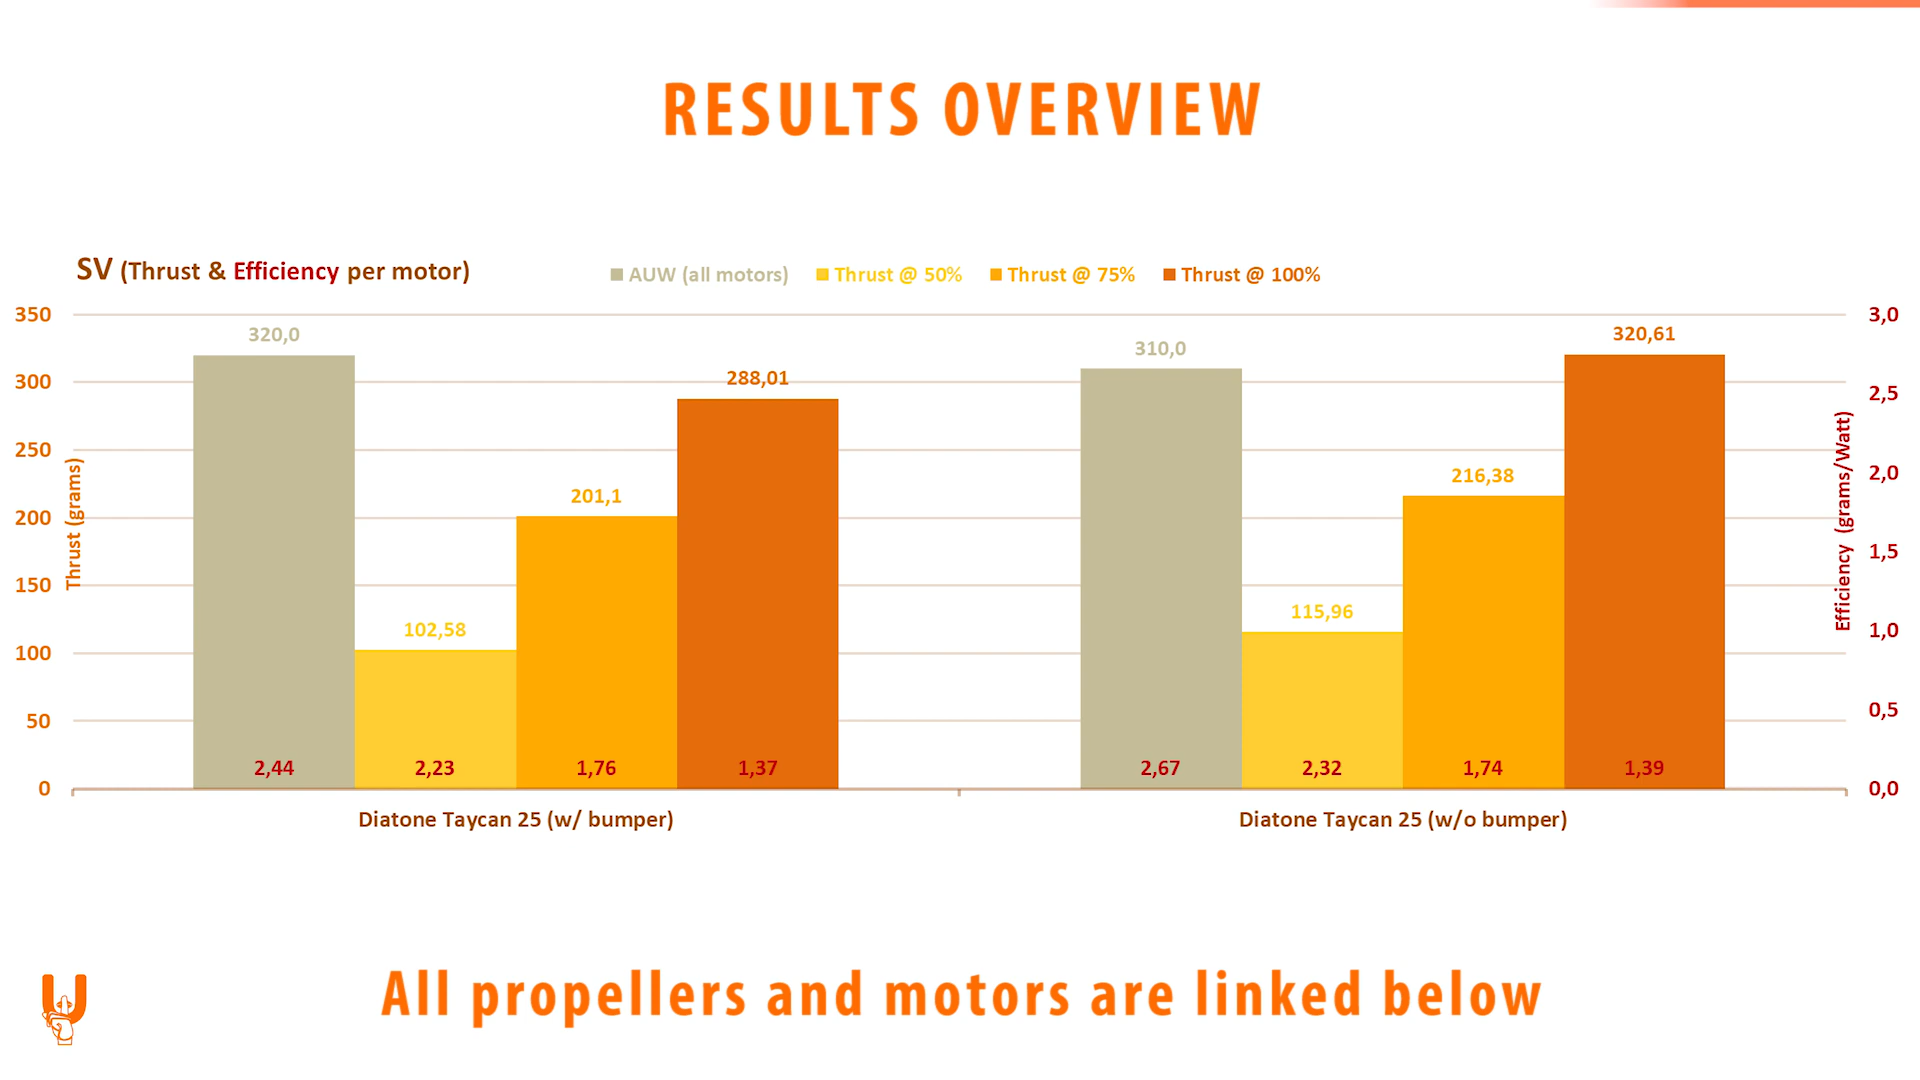 RESULTS OVERVIEW
SV (Thrust & Efficiency per motor)
AUW (all motors) Thrust @ 50% Thrust @ 75% Thrust @ 100%
Thrust (grams)
350
300
250
200
150
100
50
0
320,0
102,58
201,1
288,01
310,0
115,96
216,38
320,61
2,44 2,23 1,76 1,37 2,67 2,32 1,74 1,39
Efficiency (grams/Watt)
3,0
2,5
2,0
1,5
1,0
0,5
0,0
Diatone Taycan 25 (w/ bumper) Diatone Taycan 25 (w/o bumper)
All propellers and motors are linked below